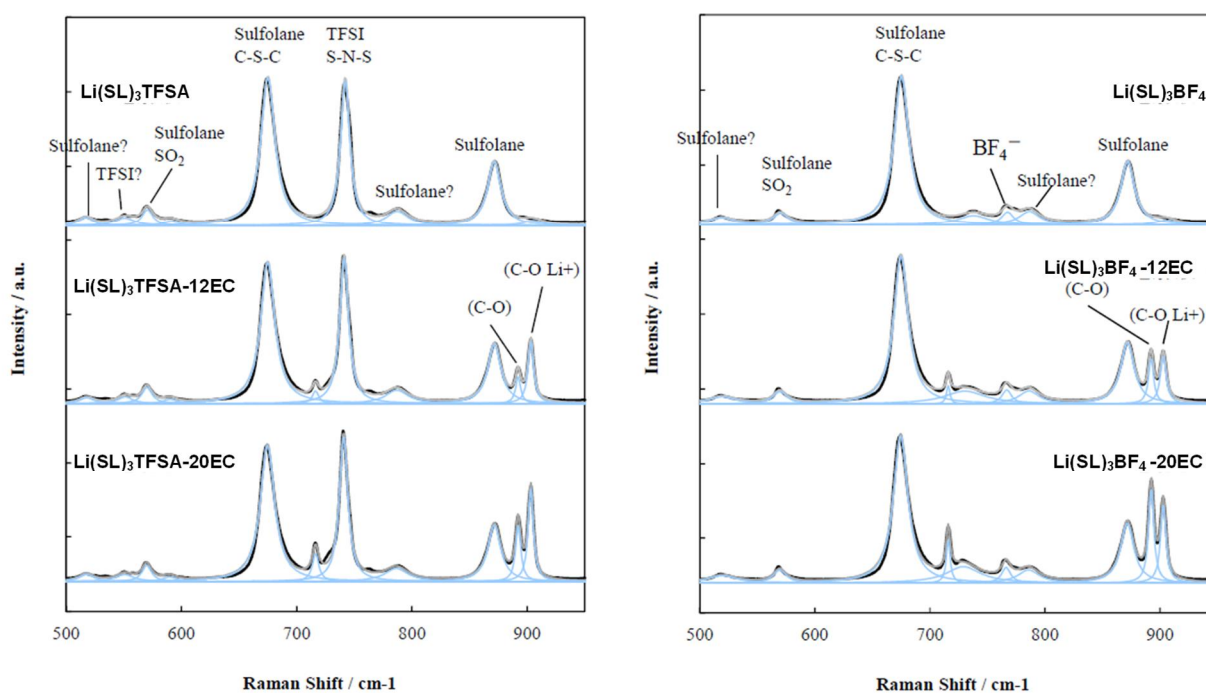 Sulfolane
C-S-C
TFSI
S-N-S
Li(SL)₃TFSA
Sulfolane?
TFSI?
Sulfolane
SO₂
Sulfolane?
Sulfolane
Li(SL)₃TFSA-12EC
(C-O Li+)
(C-O)
Li(SL)₃TFSA-20EC
Intensity / a.u.
500 600 700 800 900
Raman Shift / cm-1
Sulfolane
C-S-C
Li(SL)₃BF₄
Sulfolane?
Sulfolane
SO₂
BF₄⁻
Sulfolane?
Sulfolane
Li(SL)₃BF₄-12EC
(C-O)
(C-O Li+)
Li(SL)₃BF₄-20EC
Intensity / a.u.
500 600 700 800 900
Raman Shift / cm-1